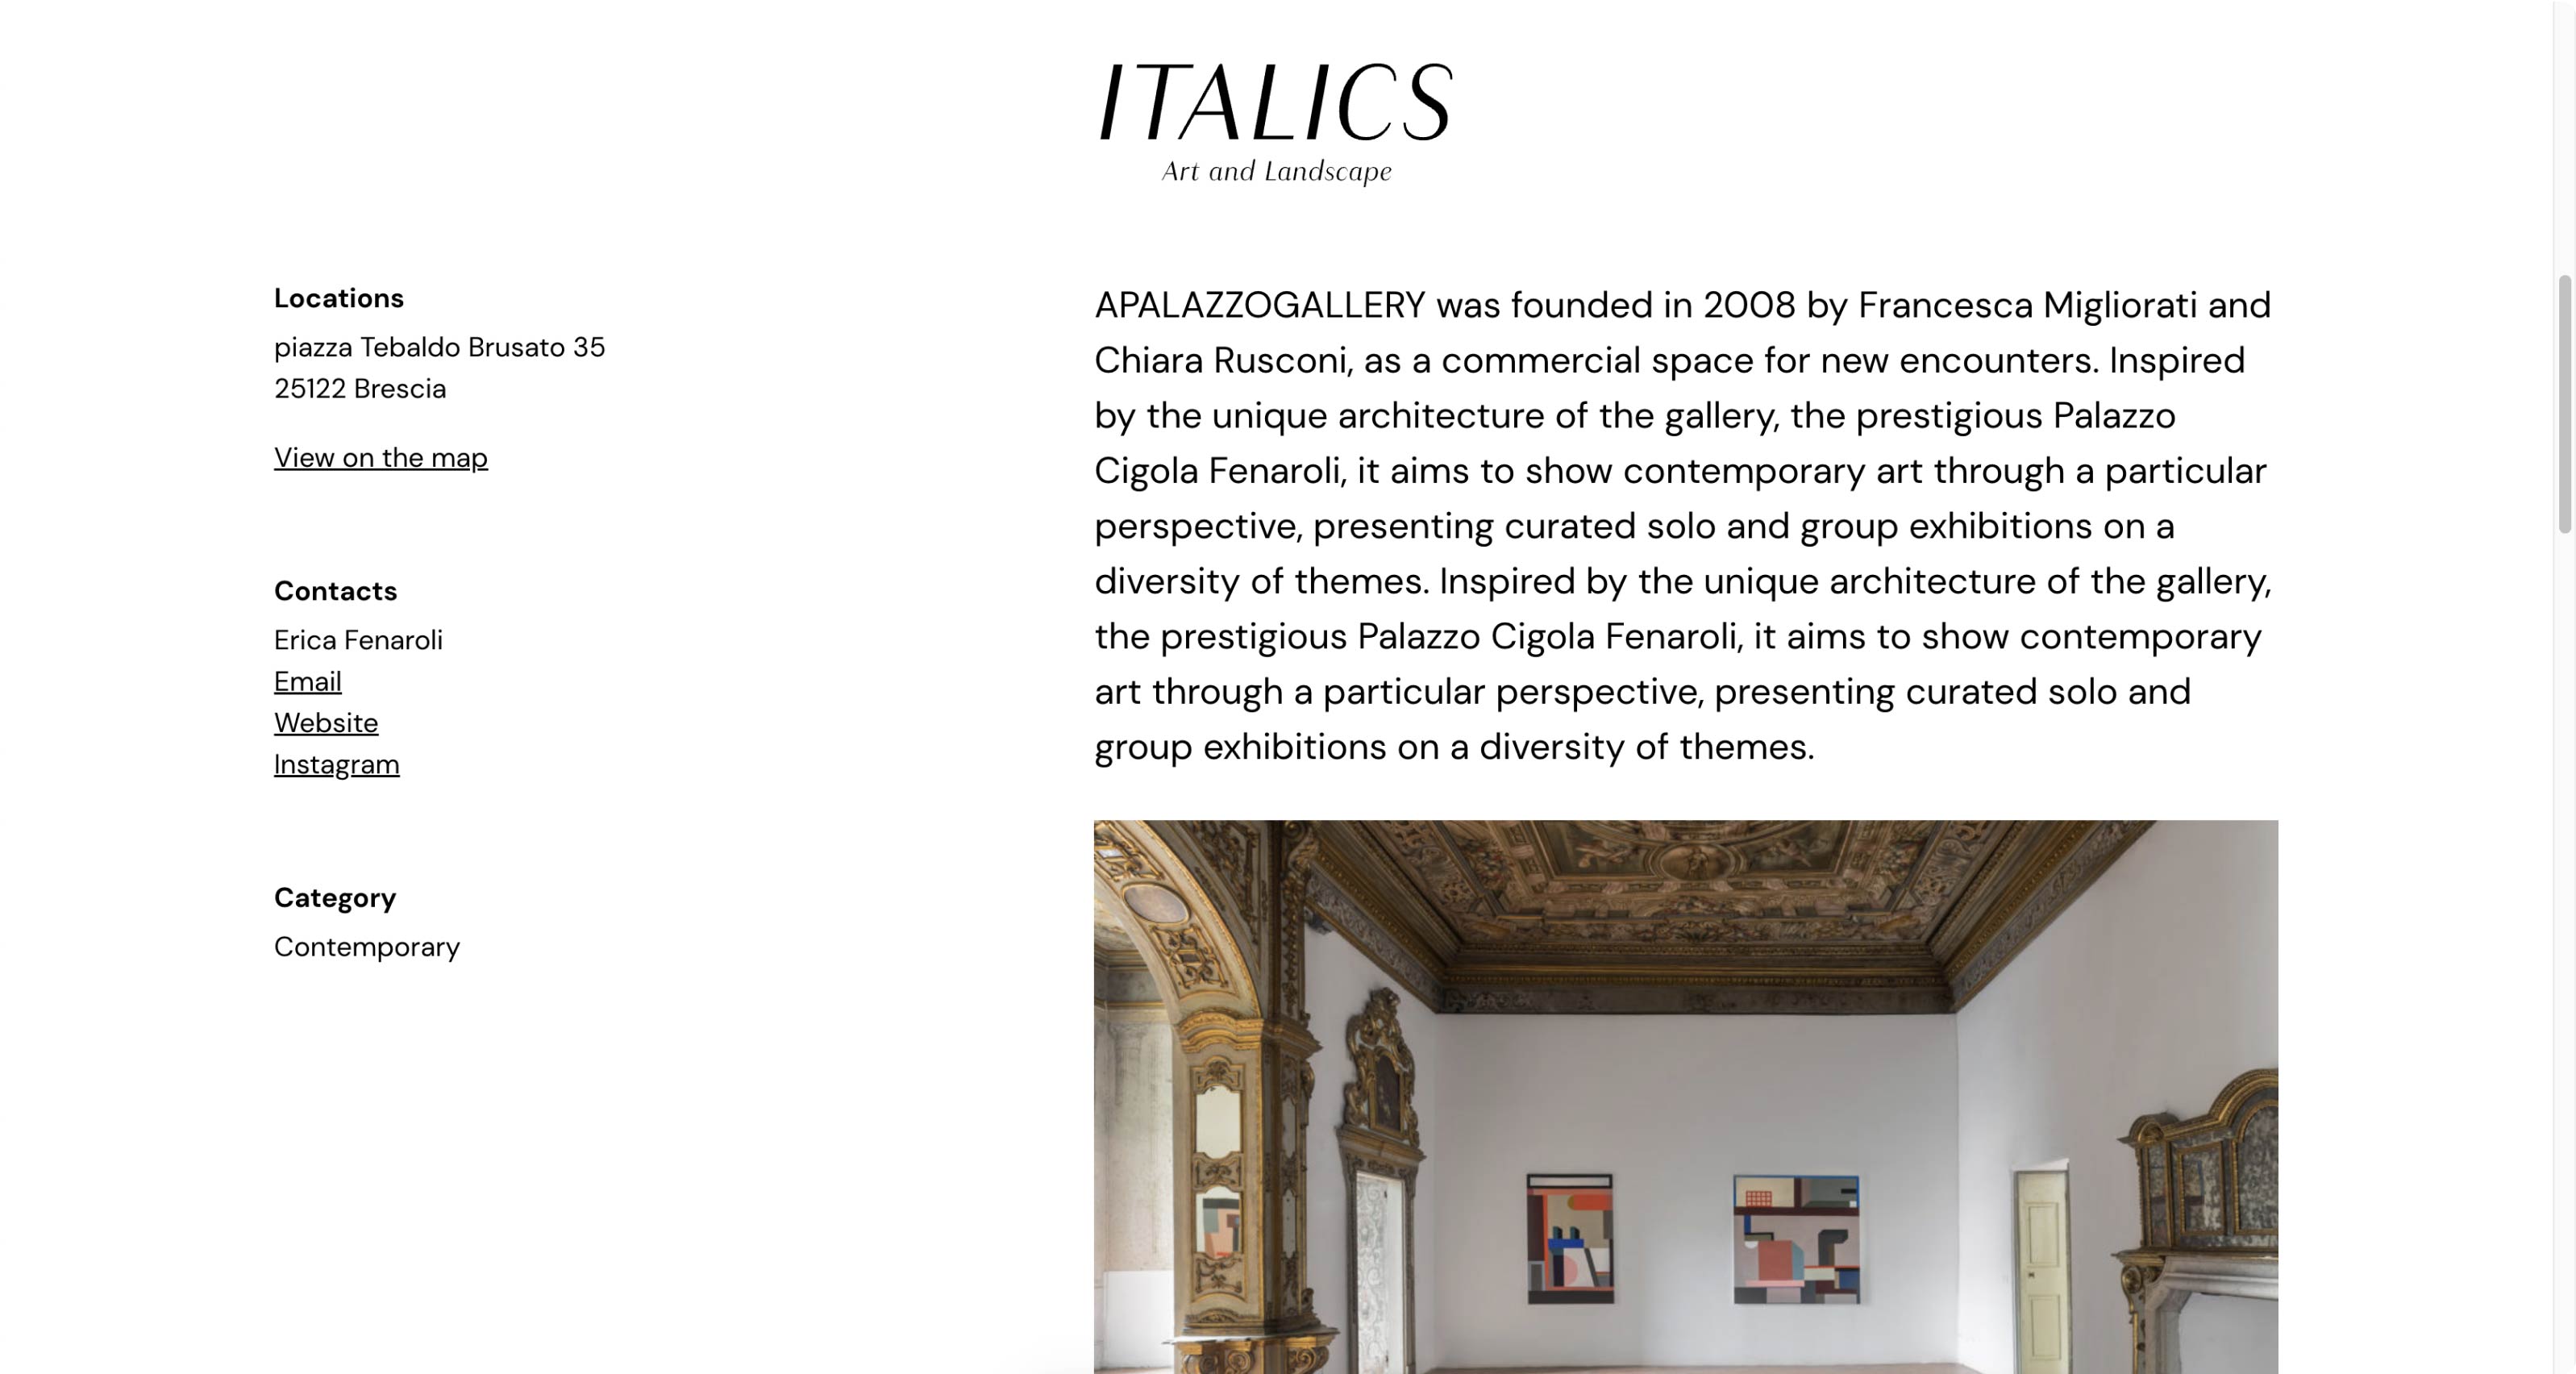 ITALICS
Art and Landscape
Locations
piazza Tebaldo Brusato 35
25122 Brescia
View on the map
Contacts
Erica Fenaroli
Email
Website
Instagram
Category
Contemporary
APALAZZOGALLERY was founded in 2008 by Francesca Migliorati and
Chiara Rusconi, as a commercial space for new encounters. Inspired
by the unique architecture of the gallery, the prestigious Palazzo
Cigola Fenaroli, it aims to show contemporary art through a particular
perspective, presenting curated solo and group exhibitions on a
diversity of themes. Inspired by the unique architecture of the gallery,
the prestigious Palazzo Cigola Fenaroli, it aims to show contemporary
art through a particular perspective, presenting curated solo and
group exhibitions on a diversity of themes.